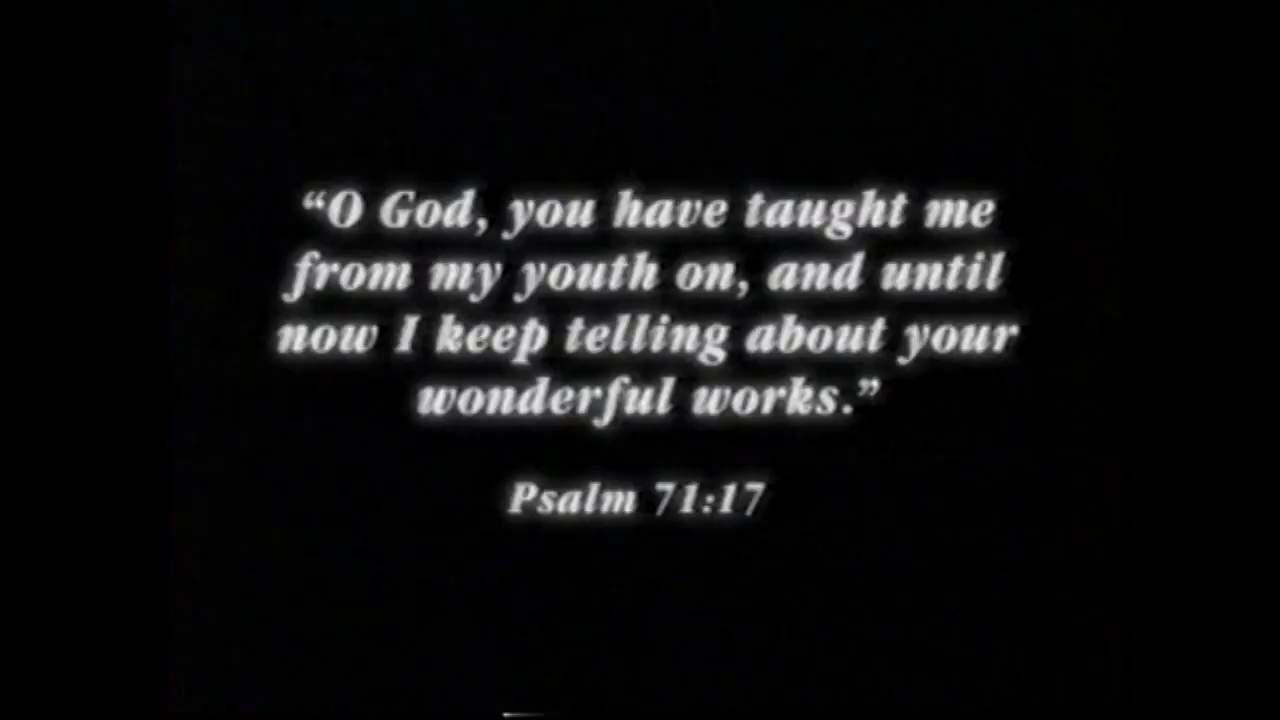 “O God, you have taught me
from my youth on, and until
now I keep telling about your
wonderful works.”
Psalm 71:17